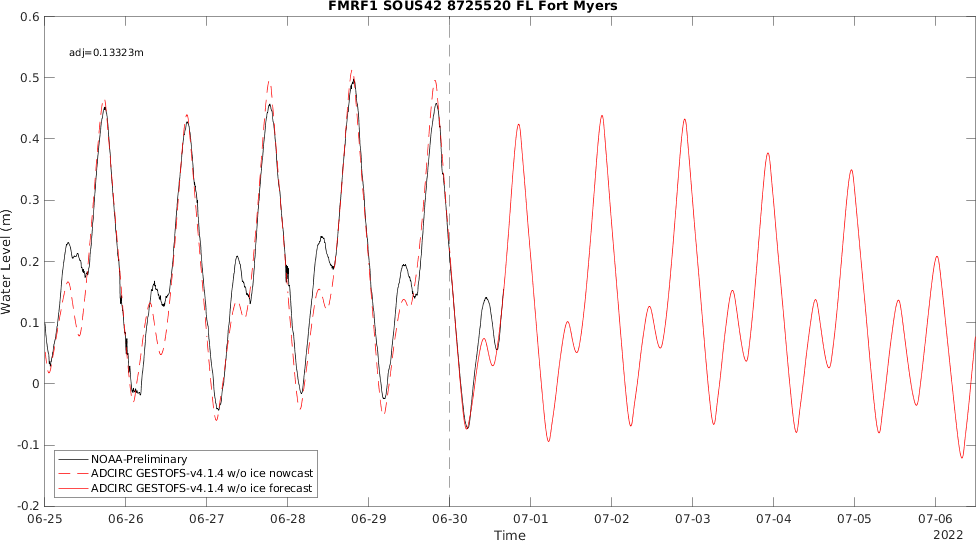 FMRF1 SOUS42 8725520 FL Fort Myers
0.6
adj=0.13323m
0.5
0.4
0.3
0.2
0.1
0
-0.1
-0.2
Water Level (m)
NOAA-Preliminary
ADCIRC GESTOFS-v4.1.4 w/o ice nowcast
ADCIRC GESTOFS-v4.1.4 w/o ice forecast
06-25 06-26 06-27 06-28 06-29 06-30 07-01 07-02 07-03 07-04 07-05 07-06
Time
2022